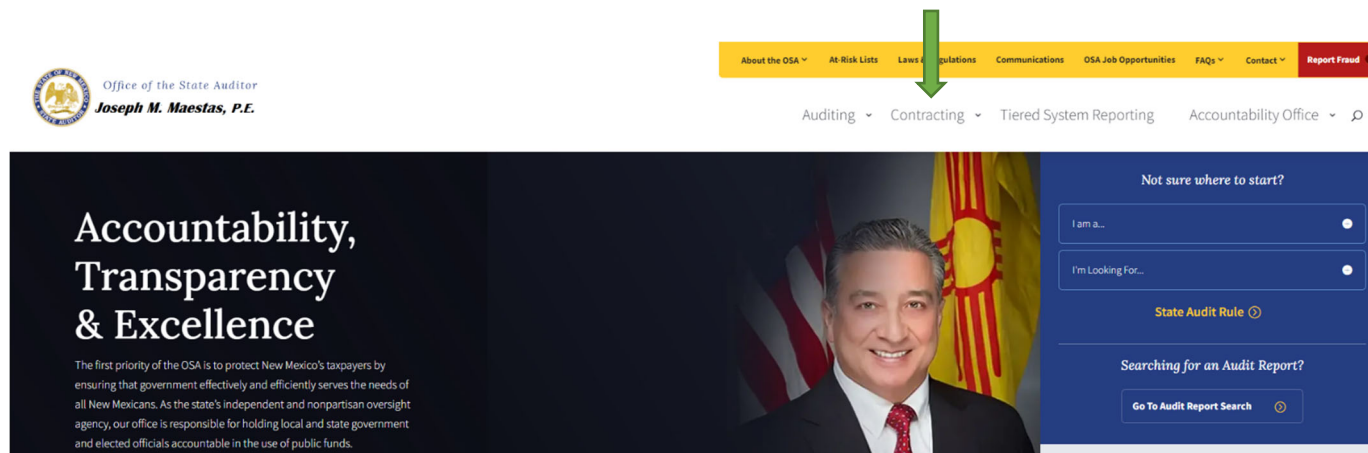 About the OSA At-Risk Lists Laws & gulations Communications OSA Job Opportunities FAQs Contact Report Fraud
Office of the State Auditor
Joseph M. Maestas, P.E.
Auditing Contracting Tiered System Reporting Accountability Office
Accountability,
Transparency
& Excellence
The first priority of the OSA is to protect New Mexico's taxpayers by
ensuring that government effectively and efficiently serves the needs of
all New Mexicans. As the state's independent and nonpartisan oversight
agency, our office is responsible for holding local and state government
and elected officials accountable in the use of public funds.
Not sure where to start?
I am a...
I'm Looking For...
State Audit Rule
Searching for an Audit Report?
Go To Audit Report Search